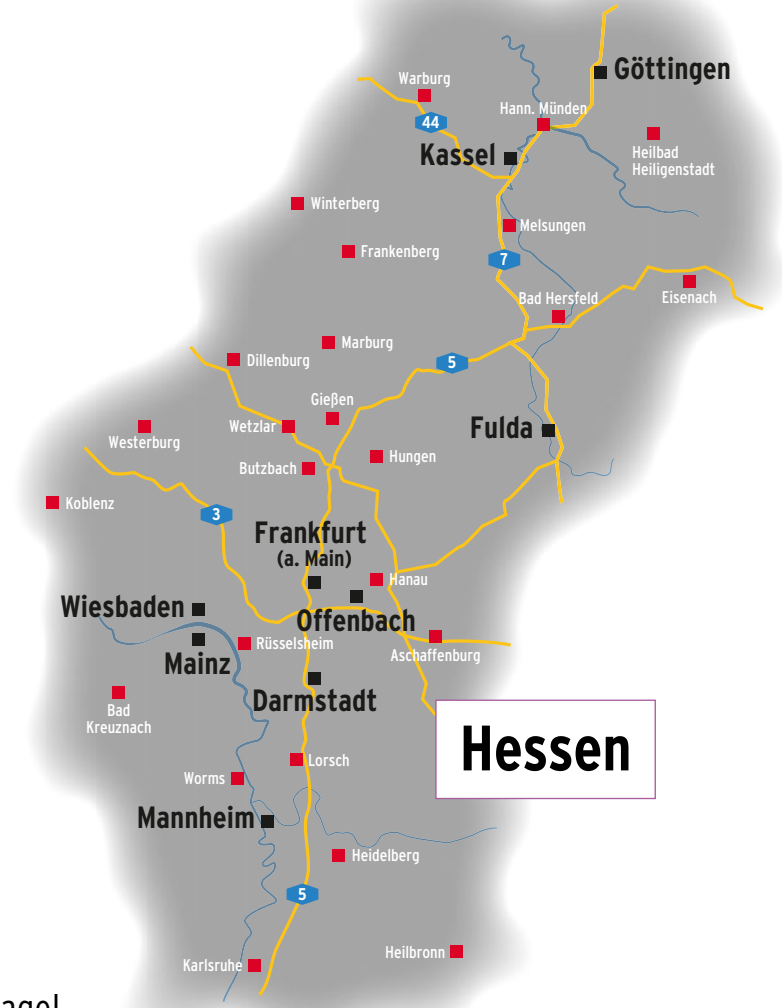 Göttingen
Warburg
Hann. Münden
44
Kassel
Heilbad
Heiligenstadt
Winterberg
Melsungen
Frankenberg
7
Bad Hersfeld
Eisenach
Marburg
Dillenburg
5
Gießen
Wetzlar
Fulda
Westerburg
Hungen
Butzbach
Koblenz
3
Frankfurt
(a. Main)
Hanau
Wiesbaden
Offenbach
Rüsselsheim
Mainz
Aschaffenburg
Darmstadt
Bad
Kreuznach
Hessen
Lorsch
Worms
Mannheim
Heidelberg
5
Heilbronn
Karlsruhe